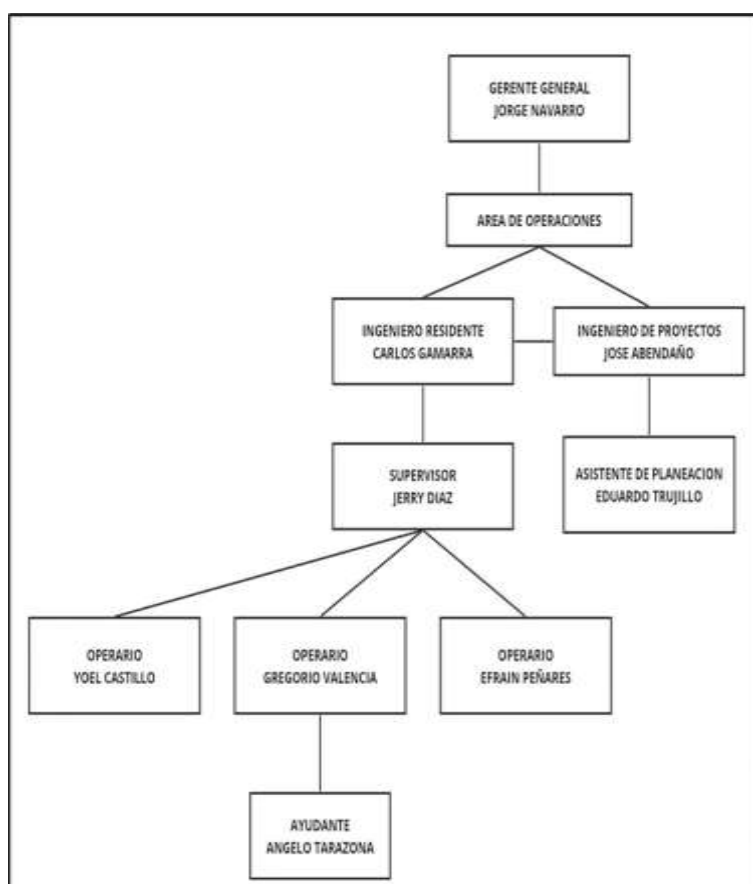 GERENTE GENERAL
JORGE NAVARRO
AREA DE OPERACIONES
INGENIERO RESIDENTE
CARLOS GAMARRA
INGENIERO DE PROYECTOS
JOSE ABENDAÑO
SUPERVISOR
JERRY DIAZ
ASISTENTE DE PLANEACION
EDUARDO TRUJILLO
OPERARIO
YOEL CASTILLO
OPERARIO
GREGORIO VALENCIA
OPERARIO
EFRAIN PEÑARES
AYUDANTE
ANGELO TARAZONA